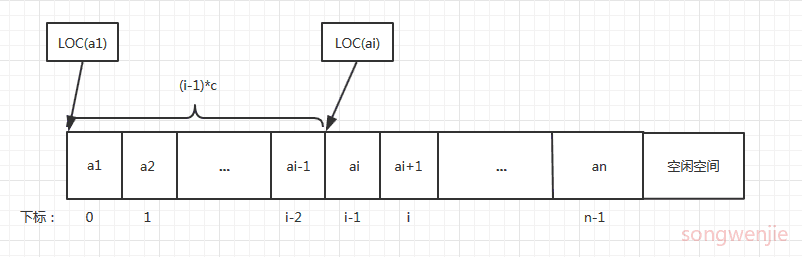 LOC(a1) LOC(ai)
(i-1)*c
a1 a2 ... ai-1 ai ai+1 ... an 空闲空间
下标： 0 1 i-2 i-1 i n-1
songwenjie